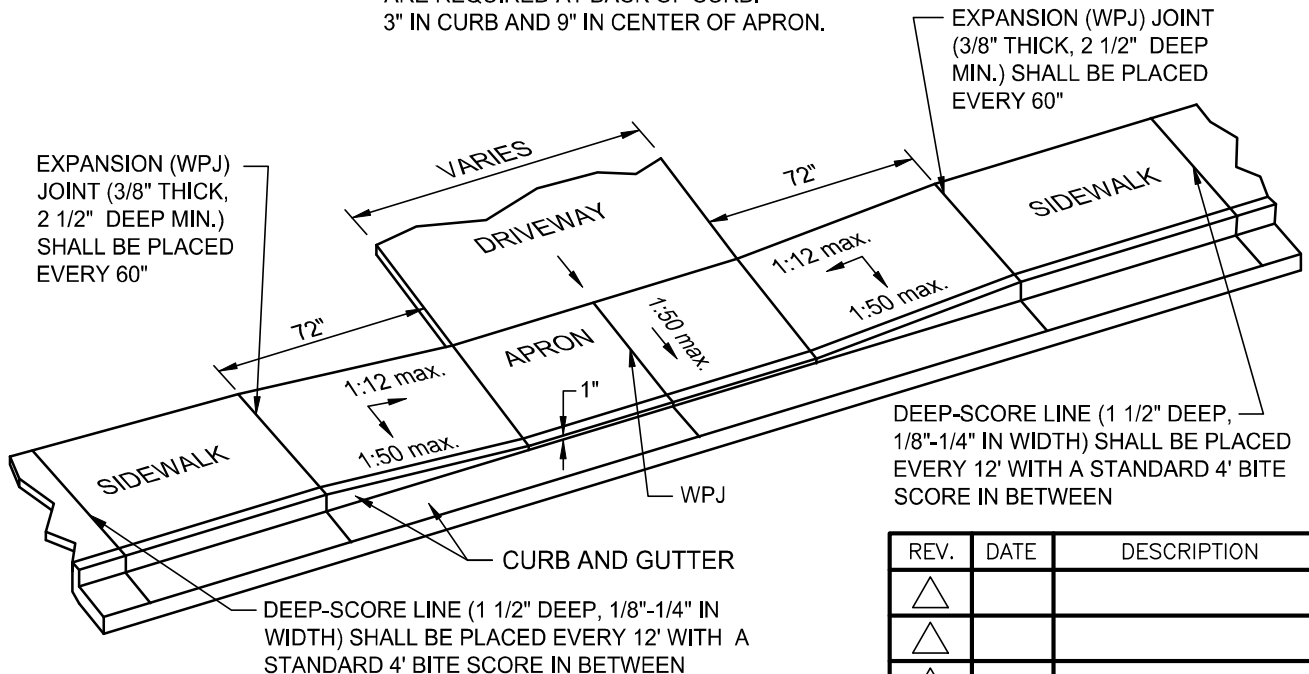 3" IN CURB AND 9" IN CENTER OF APRON.
EXPANSION (WPJ) JOINT
(3/8" THICK, 2 1/2" DEEP
MIN.) SHALL BE PLACED
EVERY 60"
EXPANSION (WPJ)
JOINT (3/8" THICK,
2 1/2" DEEP MIN.)
SHALL BE PLACED
EVERY 60"
VARIES
72"
SIDEWALK
DRIVEWAY
1:12 max.
1:50 max.
72"
APRON
1:50 max.
1:12 max.
1:50 max.
1"
SIDEWALK
WPJ
CURB AND GUTTER
DEEP-SCORE LINE (1 1/2" DEEP,
1/8"-1/4" IN WIDTH) SHALL BE PLACED
EVERY 12' WITH A STANDARD 4' BITE
SCORE IN BETWEEN
DEEP-SCORE LINE (1 1/2" DEEP, 1/8"-1/4" IN
WIDTH) SHALL BE PLACED EVERY 12' WITH A
STANDARD 4' BITE SCORE IN BETWEEN
REV. DATE DESCRIPTION